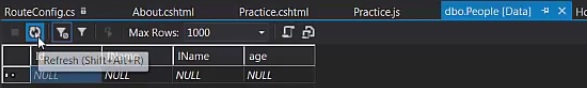 RouteConfig.cs About.cshtml Practice.cshtml Practice.js dbo.People [Data]
Max Rows: 1000
lName age
Refresh (Shift+Alt+R)
NULL NULL NULL NULL